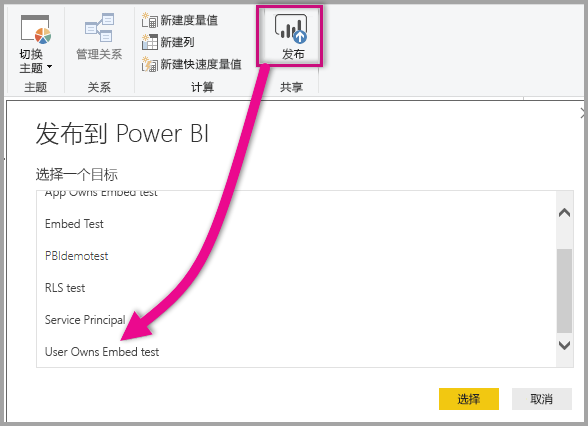 新建度量值
新建列
新建快速度量值
切换
主题
管理关系
发布
主题
关系
计算
共享
发布到 Power BI
选择一个目标
App Owns Embed test
Embed Test
PBIdemotest
RLS test
Service Principal
User Owns Embed test
选择
取消